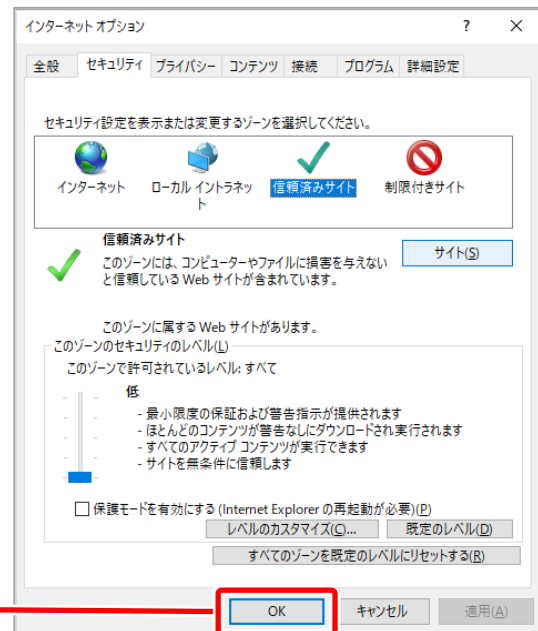 インターネット オプション ? ×
全般 セキュリティ プライバシー コンテンツ 接続 プログラム 詳細設定
セキュリティ設定を表示または変更するゾーンを選択してください。
インターネット ローカル イントラネッ 信頼済みサイト 制限付きサイト
ト
信頼済みサイト
サイト(S)
このゾーンには、コンピューターやファイルに損害を与えない
と信頼している Web サイトが含まれています。
このゾーンに属する Web サイトがあります。
このゾーンのセキュリティのレベル(L)
このゾーンで許可されているレベル: すべて
低
- 最小限度の保証および警告指示が提供されます
- ほとんどのコンテンツが警告なしにダウンロードされ実行されます
- すべてのアクティブ コンテンツが実行できます
- サイトを無条件に信頼します
保護モードを有効にする (Internet Explorer の再起動が必要)(P)
レベルのカスタマイズ(C)... 既定のレベル(D)
すべてのゾーンを既定のレベルにリセットする(R)
OK キャンセル 適用(A)